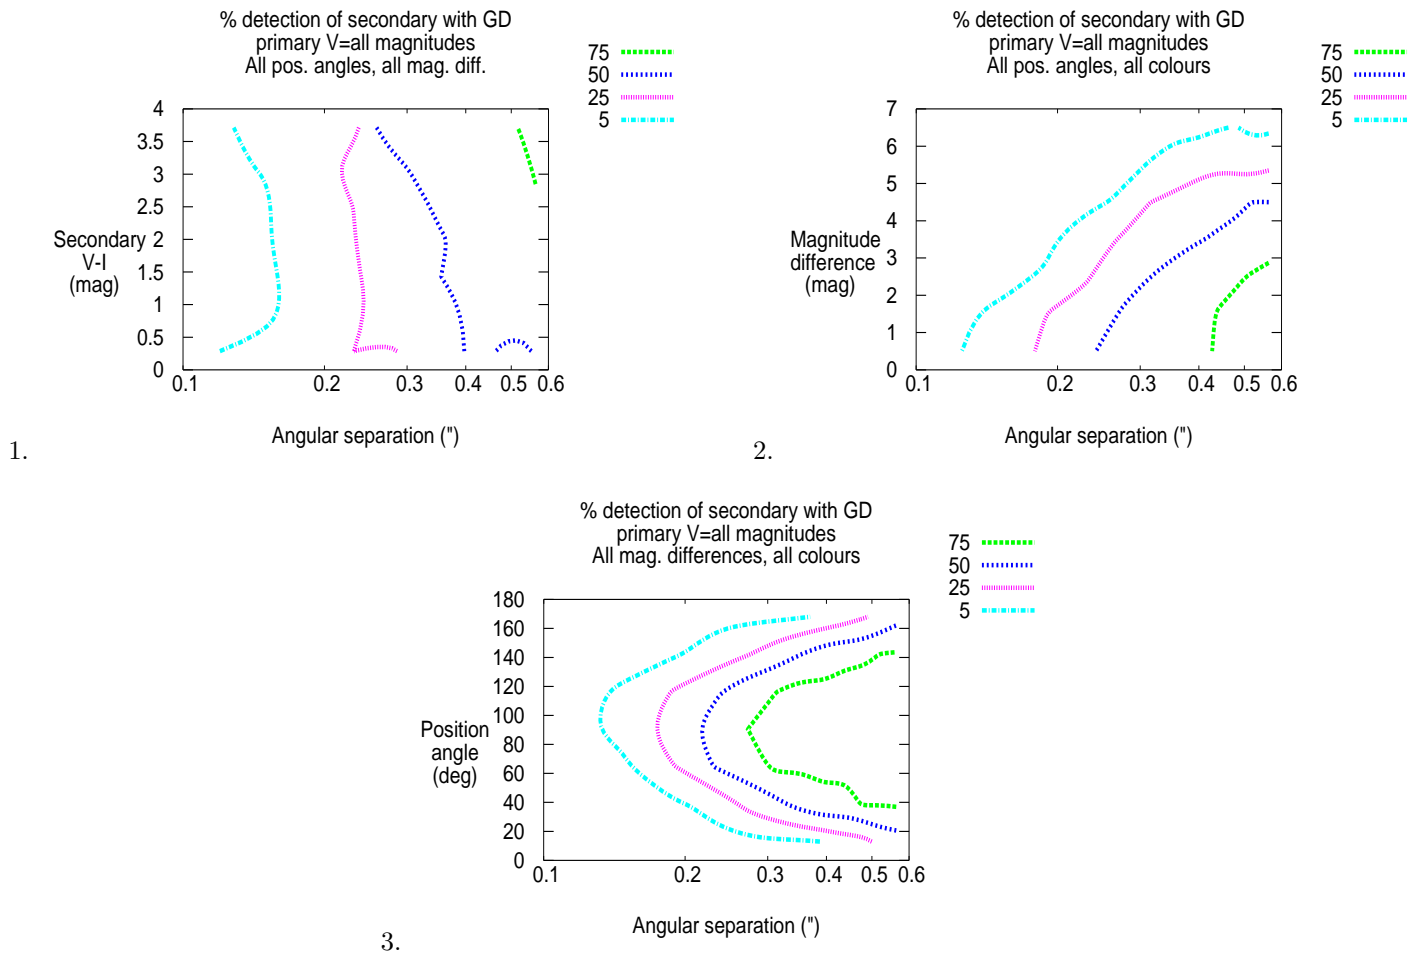 % detection of secondary with GD
primary V=all magnitudes
All pos. angles, all mag. diff.
75
50
25
5
4
3.5
3
2.5
2
1.5
1
0.5
0
Secondary
V-I
(mag)
0.1 0.2 0.3 0.4 0.5 0.6
Angular separation (")
1.
% detection of secondary with GD
primary V=all magnitudes
All pos. angles, all colours
75
50
25
5
7
6
5
4
3
2
1
0
Magnitude
difference
(mag)
0.1 0.2 0.3 0.4 0.5 0.6
Angular separation (")
2.
% detection of secondary with GD
primary V=all magnitudes
All mag. differences, all colours
75
50
25
5
180
160
140
120
100
80
60
40
20
0
Position
angle
(deg)
0.1 0.2 0.3 0.4 0.5 0.6
Angular separation (")
3.